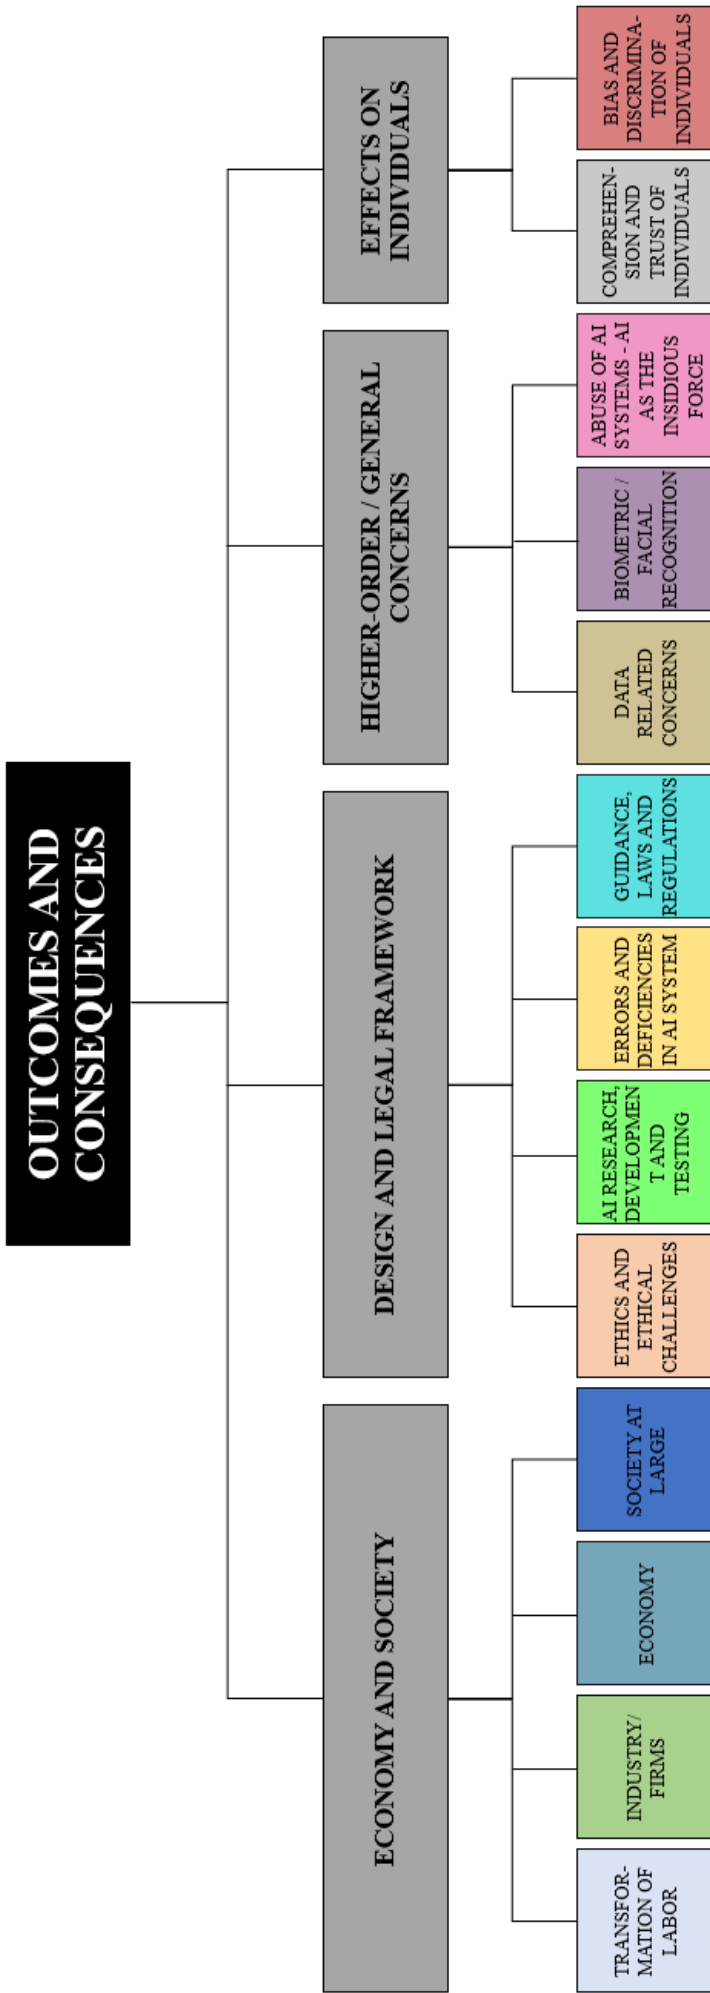 OUTCOMES AND
CONSEQUENCES
ECONOMY AND SOCIETY
DESIGN AND LEGAL FRAMEWORK
HIGHER-ORDER / GENERAL
CONCERNS
EFFECTS ON
INDIVIDUALS
TRANSFOR-
MATION OF
LABOR
INDUSTRY/
FIRMS
ECONOMY
SOCIETY AT
LARGE
ETHICS AND
ETHICAL
CHALLENGES
AI RESEARCH,
DEVELOPMEN
T AND
TESTING
ERRORS AND
DEFICIENCIES
IN AI SYSTEM
GUIDANCE,
LAWS AND
REGULATIONS
DATA
RELATED
CONCERNS
BIOMETRIC /
FACIAL
RECOGNITION
ABUSE OF AI
SYSTEMS - AI
AS THE
INSIDIOUS
FORCE
COMPREHEN-
SION AND
TRUST OF
INDIVIDUALS
BIAS AND
DISCRIMINA-
TION OF
INDIVIDUALS